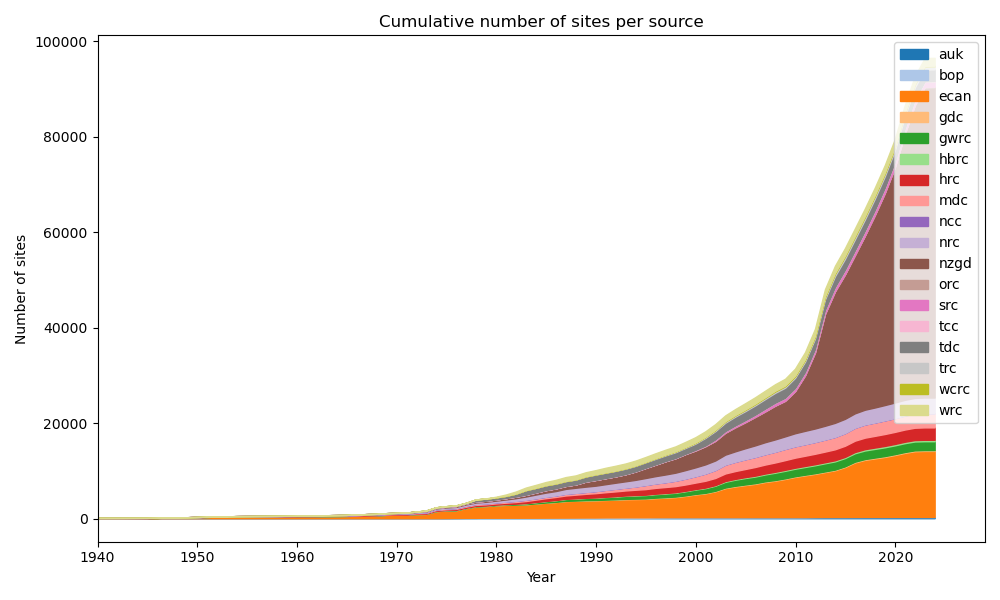 Cumulative number of sites per source
100000
80000
60000
40000
20000
0
Number of sites
1940 1950 1960 1970 1980 1990 2000 2010 2020
Year
auk
bop
ecan
gdc
gwrc
hbrc
hrc
mdc
ncc
nrc
nzgd
orc
src
tcc
tdc
trc
wcrc
wrc